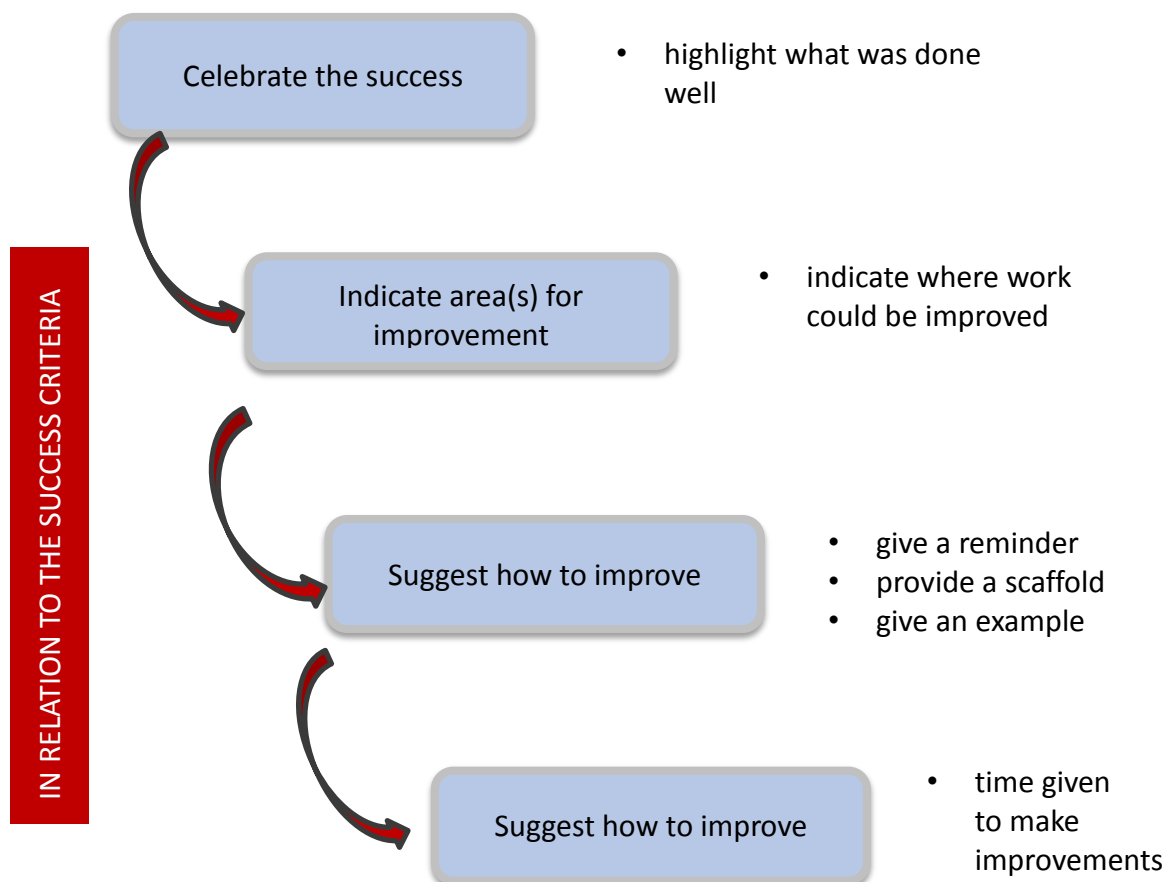 Celebrate the success
• highlight what was done
well
IN RELATION TO THE SUCCESS CRITERIA
Indicate area(s) for
improvement
• indicate where work
could be improved
Suggest how to improve
• give a reminder
• provide a scaffold
• give an example
Suggest how to improve
• time given
to make
improvements